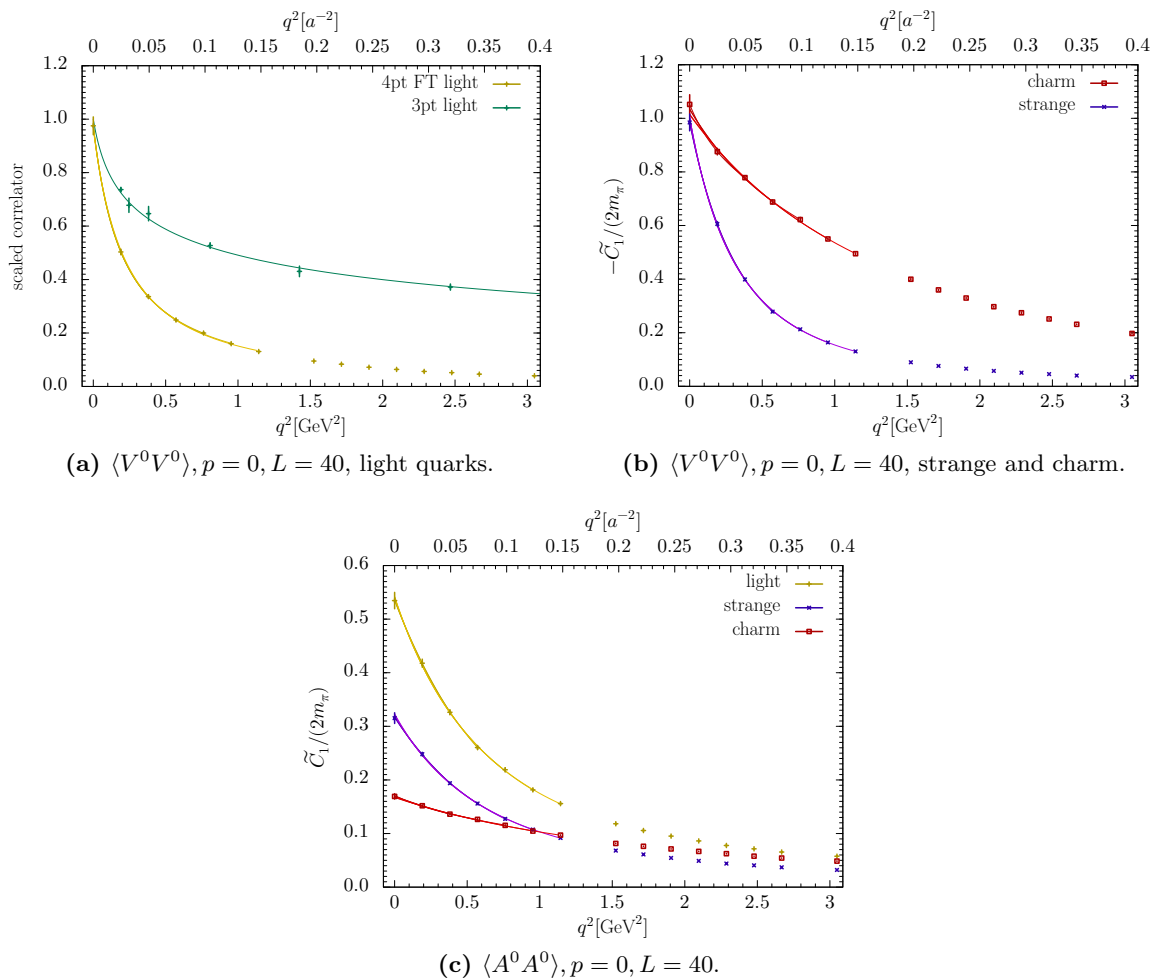 q²[a⁻²]
0 0.05 0.1 0.15 0.2 0.25 0.3 0.35 0.4
1.2
1.0
0.8
0.6
0.4
0.2
0.0
scaled correlator
4pt FT light
3pt light
0 0.5 1 1.5 2 2.5 3
q²[GeV²]
(a) ⟨V⁰V⁰⟩, p = 0, L = 40, light quarks.
q²[a⁻²]
0 0.05 0.1 0.15 0.2 0.25 0.3 0.35 0.4
1.2
1.0
0.8
0.6
0.4
0.2
0.0
−C̃₁/(2m_π)
charm
strange
0 0.5 1 1.5 2 2.5 3
q²[GeV²]
(b) ⟨V⁰V⁰⟩, p = 0, L = 40, strange and charm.
q²[a⁻²]
0 0.05 0.1 0.15 0.2 0.25 0.3 0.35 0.4
0.6
0.5
0.4
0.3
0.2
0.1
0.0
C̃₁/(2m_π)
light
strange
charm
0 0.5 1 1.5 2 2.5 3
q²[GeV²]
(c) ⟨A⁰A⁰⟩, p = 0, L = 40.